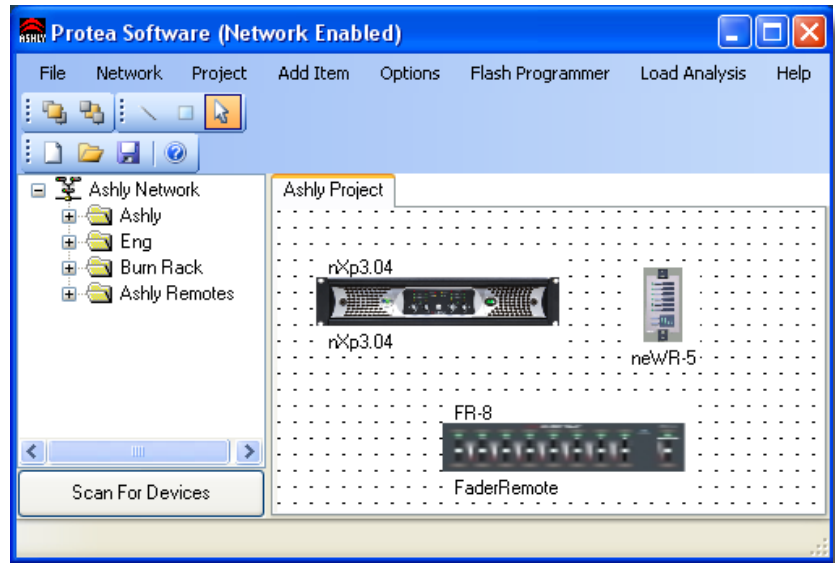 ASHLY Protea Software (Network Enabled)
File Network Project Add Item Options Flash Programmer Load Analysis Help
Ashly Network
Ashly
Eng
Burn Rack
Ashly Remotes
Scan For Devices
Ashly Project
nXp3.04
nXp3.04
neWR-5
FR-8
FaderRemote